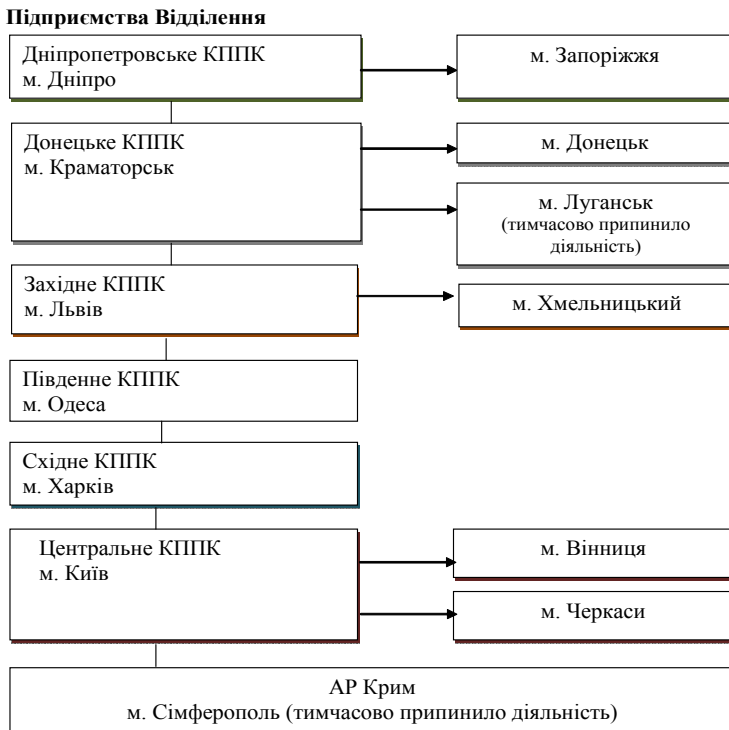 Підприємства Відділення
Дніпропетровське КППК
м. Дніпро
м. Запоріжжя
Донецьке КППК
м. Краматорськ
м. Донецьк
м. Луганськ
(тимчасово припинило
діяльність)
Західне КППК
м. Львів
м. Хмельницький
Південне КППК
м. Одеса
Східне КППК
м. Харків
Центральне КППК
м. Київ
м. Вінниця
м. Черкаси
АР Крим
м. Сімферополь (тимчасово припинило діяльність)